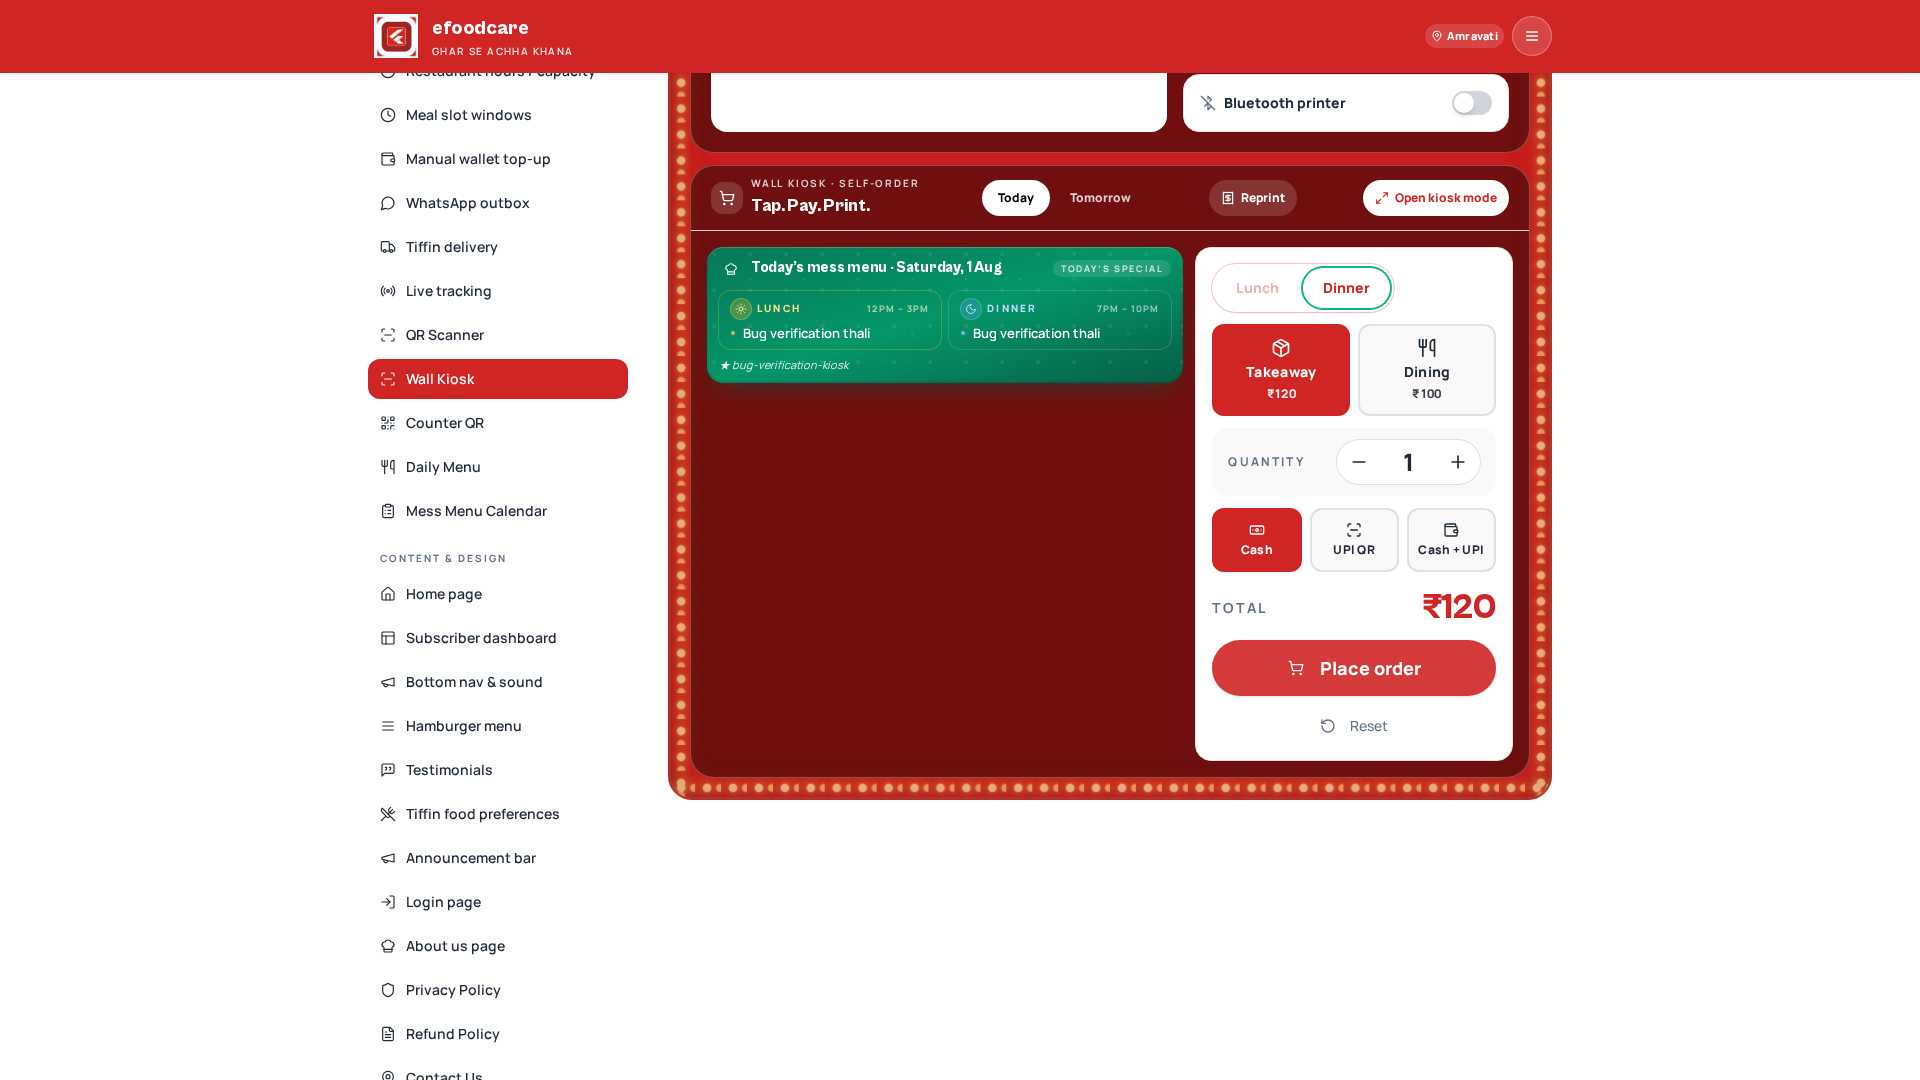 efoodcare
GHAR SE ACHHA KHANA
Amravati
Restaurant hours / capacity
Meal slot windows
Manual wallet top-up
WhatsApp outbox
Tiffin delivery
Live tracking
QR Scanner
Wall Kiosk
Counter QR
Daily Menu
Mess Menu Calendar
CONTENT & DESIGN
Home page
Subscriber dashboard
Bottom nav & sound
Hamburger menu
Testimonials
Tiffin food preferences
Announcement bar
Login page
About us page
Privacy Policy
Refund Policy
Contact Us
Bluetooth printer
WALL KIOSK · SELF-ORDER
Tap. Pay. Print.
Today
Tomorrow
Reprint
Open kiosk mode
Today's mess menu · Saturday, 1 Aug
TODAY'S SPECIAL
LUNCH
12PM – 3PM
• Bug verification thali
DINNER
7PM – 10PM
• Bug verification thali
★ bug-verification-kiosk
Lunch
Dinner
Takeaway
₹120
Dining
₹100
QUANTITY
1
Cash
UPI QR
Cash + UPI
TOTAL
₹120
Place order
Reset